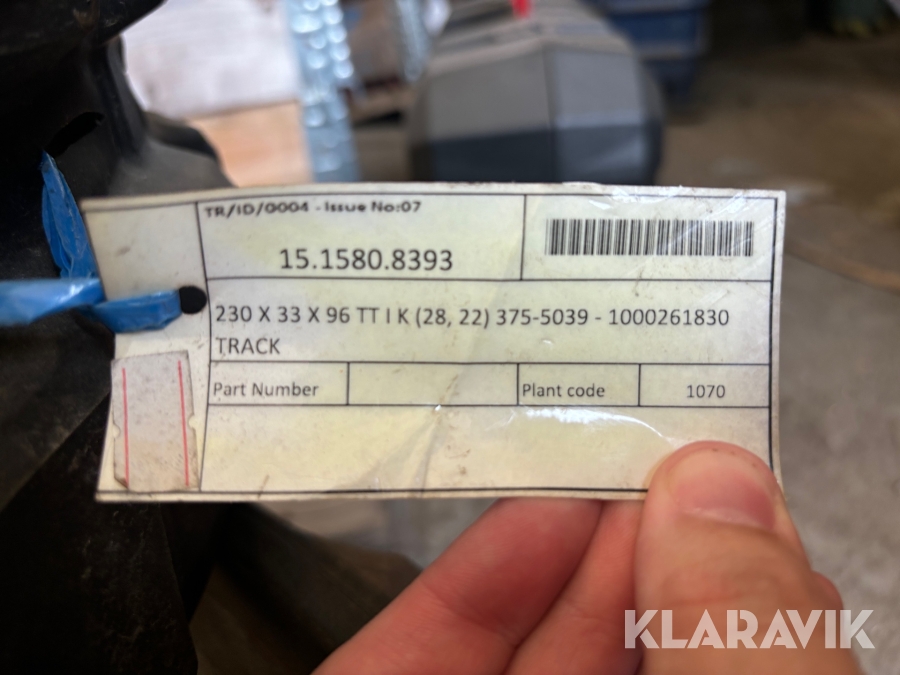 TR/ID/0004 - Issue No:07
15.1580.8393
230 X 33 X 96 TT I K (28, 22) 375-5039 - 1000261830
TRACK
Part Number
Plant code
1070
KLARAVIK